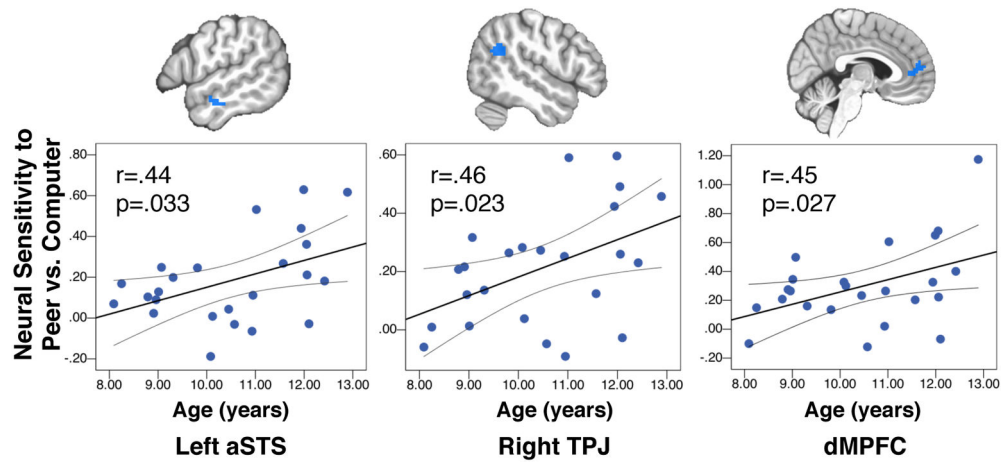 Neural Sensitivity to
Peer vs. Computer
.80
.60
.40
.20
.00
-.20
r=.44
p=.033
8.00 9.00 10.00 11.00 12.00 13.00
Age (years)
Left aSTS
.60
.40
.20
.00
r=.46
p=.023
8.00 9.00 10.00 11.00 12.00 13.00
Age (years)
Right TPJ
1.20
1.00
.80
.60
.40
.20
.00
-.20
r=.45
p=.027
8.00 9.00 10.00 11.00 12.00 13.00
Age (years)
dMPFC